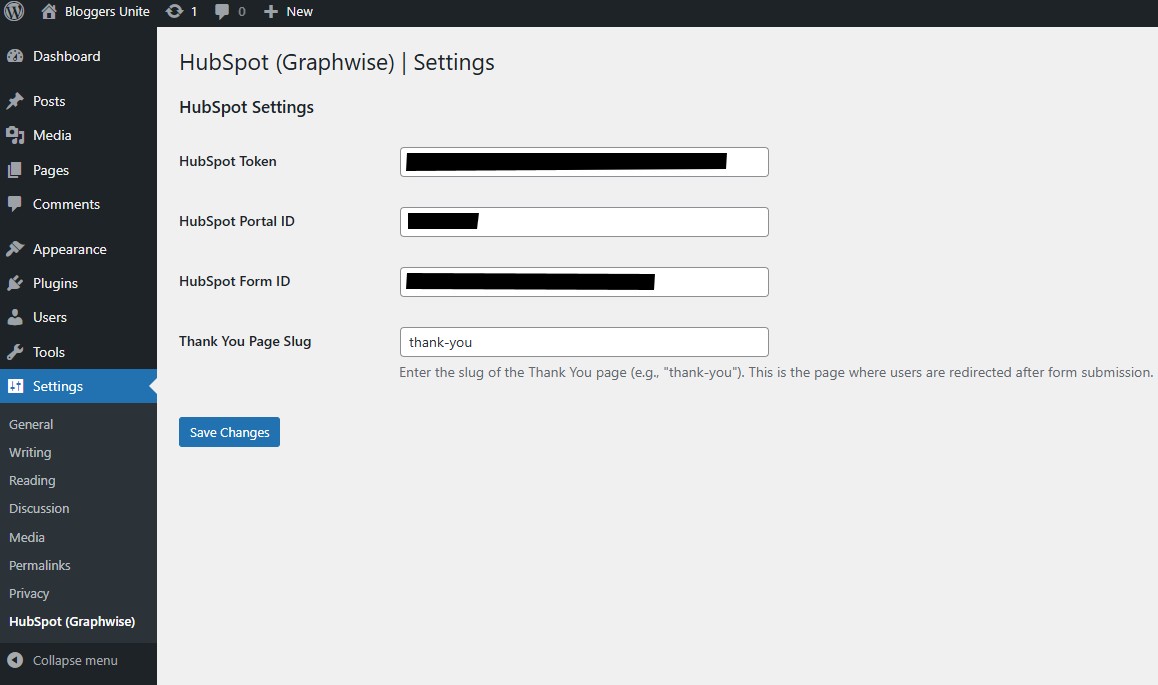 Bloggers Unite 1 0 New
Dashboard
Posts
Media
Pages
Comments
Appearance
Plugins
Users
Tools
Settings
General
Writing
Reading
Discussion
Media
Permalinks
Privacy
HubSpot (Graphwise)
Collapse menu
HubSpot (Graphwise) | Settings
HubSpot Settings
HubSpot Token
HubSpot Portal ID
HubSpot Form ID
Thank You Page Slug
thank-you
Enter the slug of the Thank You page (e.g., "thank-you"). This is the page where users are redirected after form submission.
Save Changes